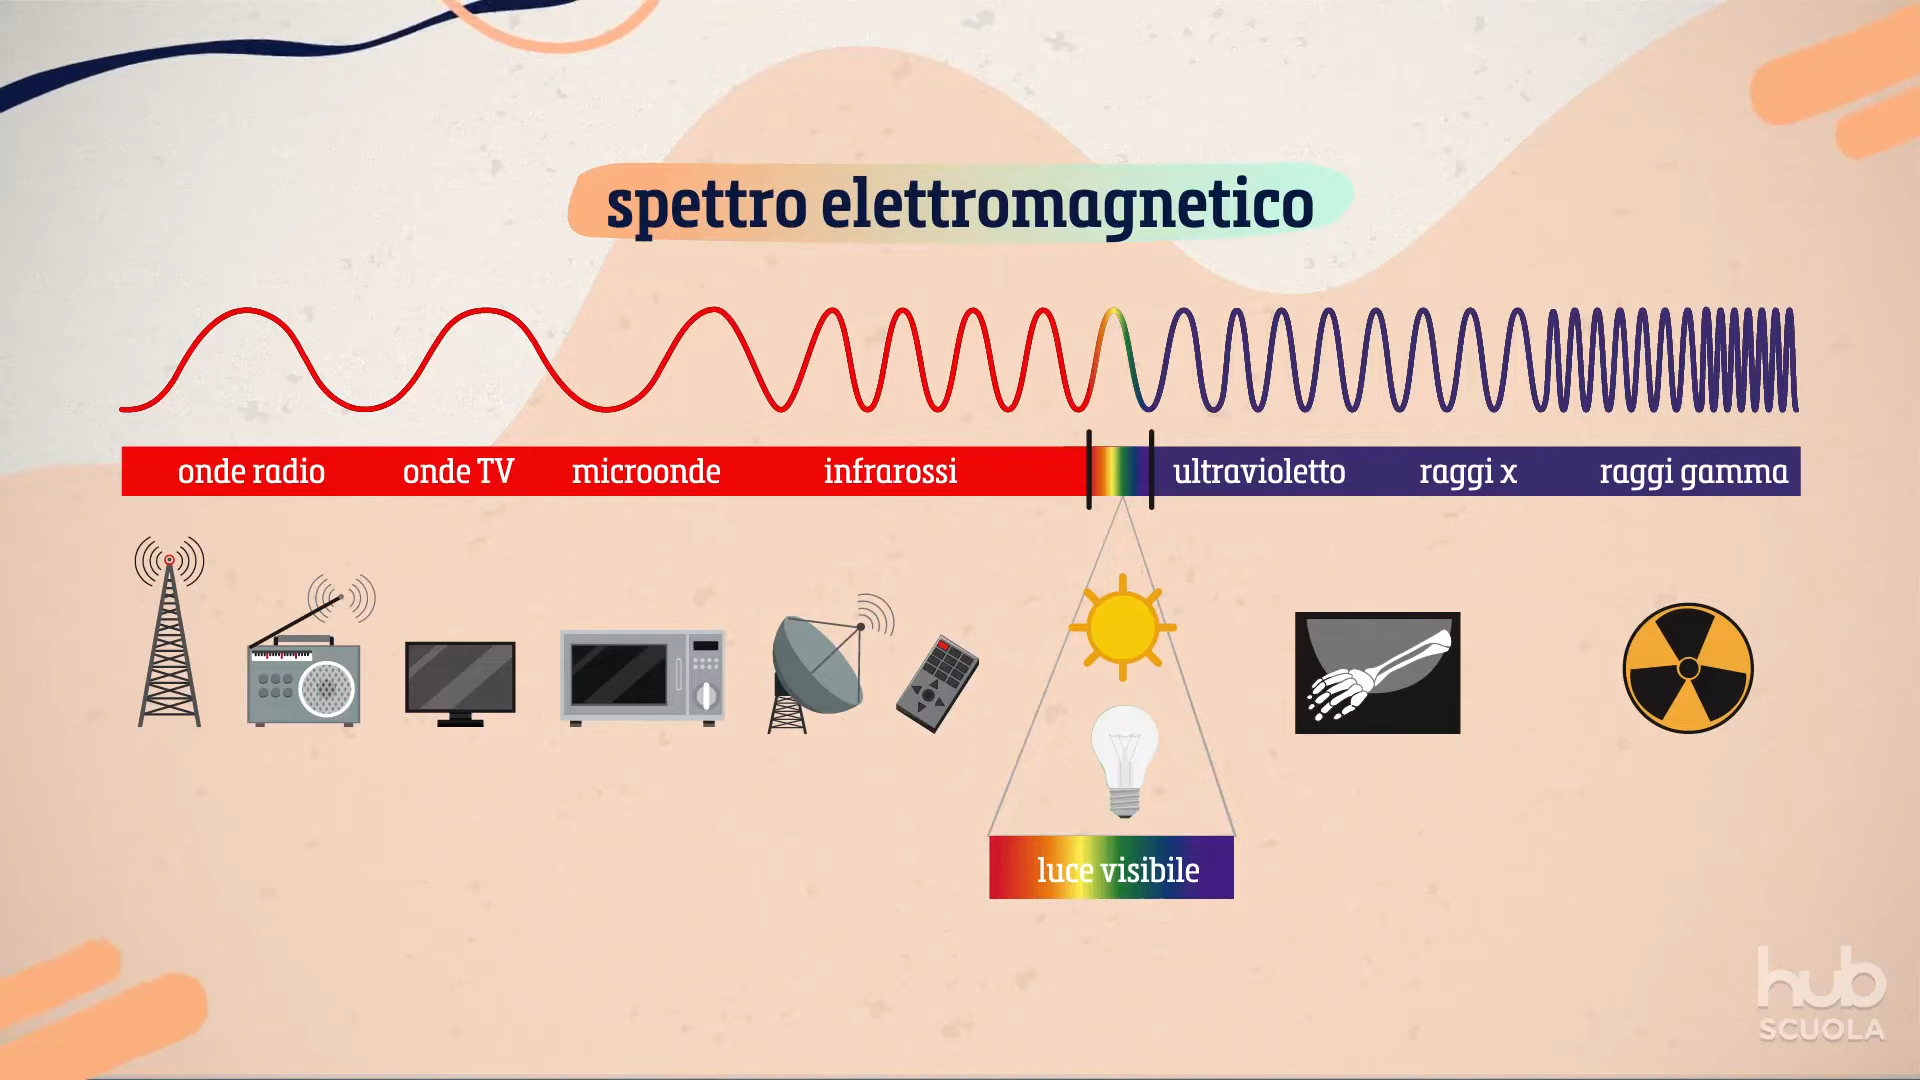 spettro elettromagnetico
onde radio onde TV microonde infrarossi ultravioletto raggi x raggi gamma
luce visibile
hub
SCUOLA